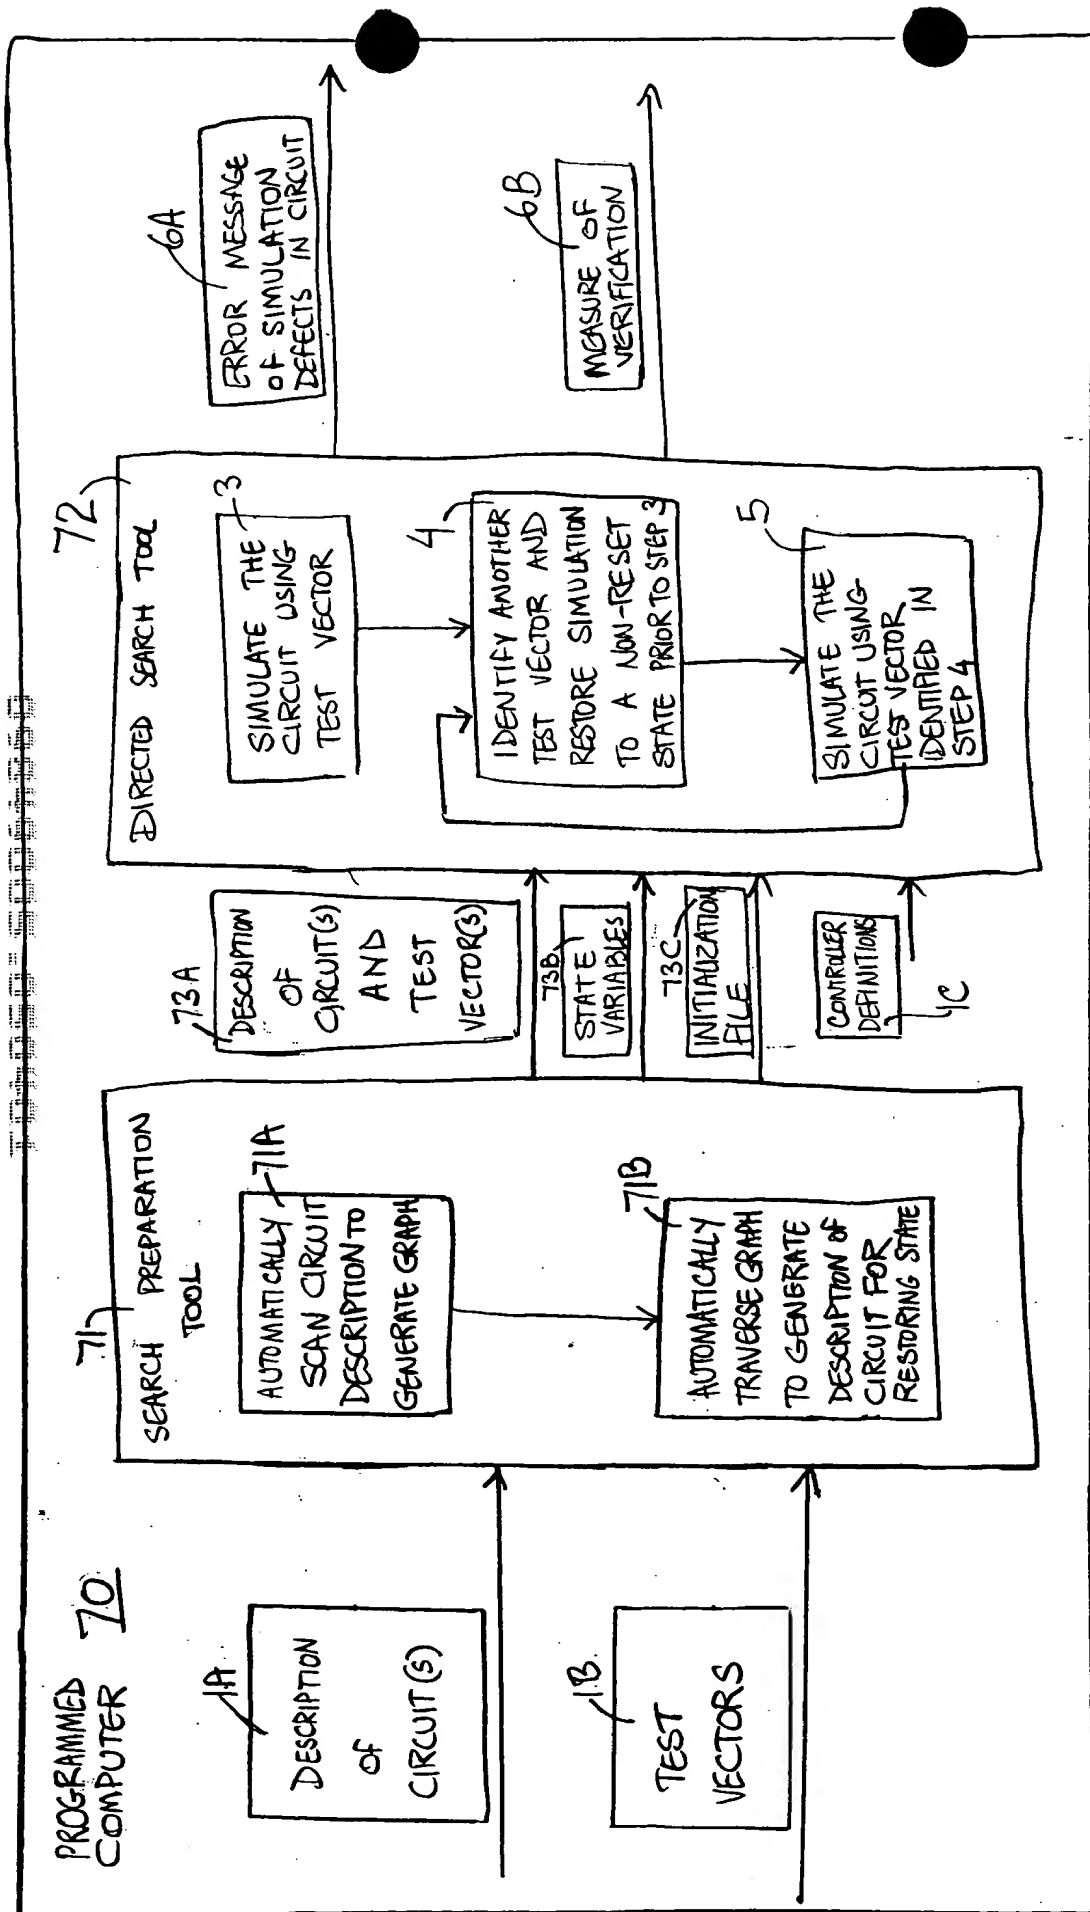 PROGRAMMED
COMPUTER 70
1A
DESCRIPTION
OF
CIRCUIT(S)
1B
TEST
VECTORS
71
SEARCH PREPARATION
TOOL
71A
AUTOMATICALLY
SCAN CIRCUIT
DESCRIPTION TO
GENERATE GRAPH
71B
AUTOMATICALLY
TRAVERSE GRAPH
TO GENERATE
DESCRIPTION OF
CIRCUIT FOR
RESTORING STATE
73A
DESCRIPTION
OF
CIRCUIT(S)
AND
TEST
VECTOR(S)
73B
STATE
VARIABLES
73C
INITIALIZATION
FILE
CONTROLLER
DEFINITIONS
1C
72
DIRECTED SEARCH TOOL
3
SIMULATE THE
CIRCUIT USING
TEST VECTOR
4
IDENTIFY ANOTHER
TEST VECTOR AND
RESTORE SIMULATION
TO A NON-RESET
STATE PRIOR TO STEP 3
5
SIMULATE THE
CIRCUIT USING
TEST VECTOR
IDENTIFIED IN
STEP 4
6A
ERROR MESSAGE
OF SIMULATION
DEFECTS IN CIRCUIT
6B
MEASURE OF
VERIFICATION